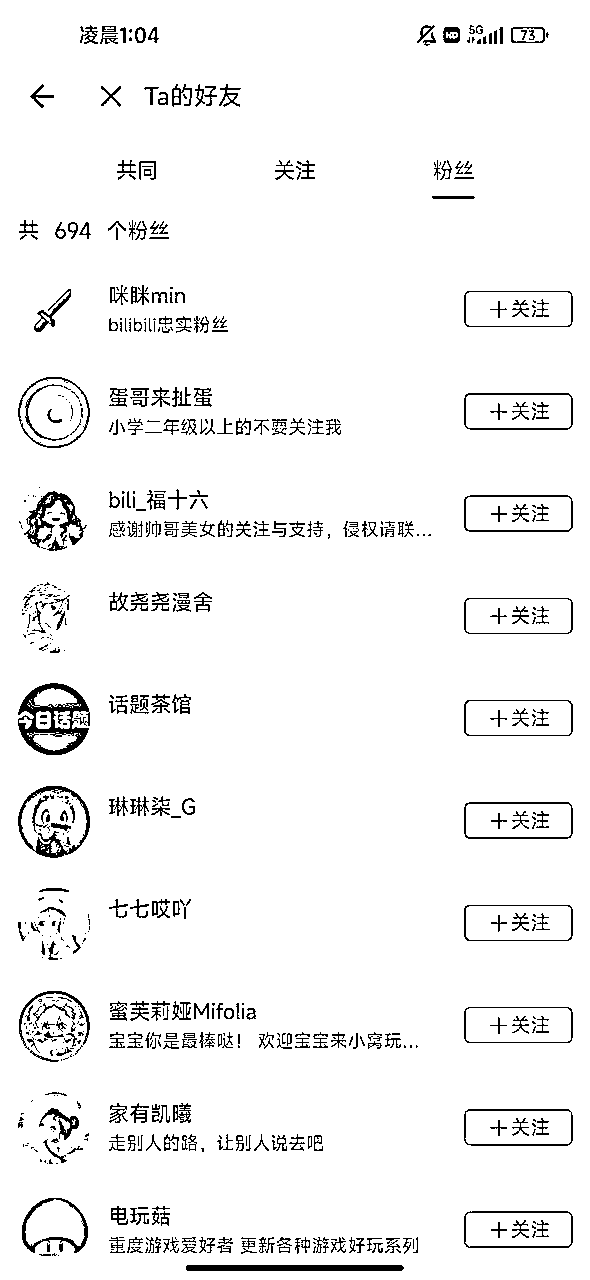 凌晨1:04
HD 5G 73
Ta的好友
共同 关注 粉丝
共 694 个粉丝
咪眯min
bilibili忠实粉丝
+关注
蛋哥来扯蛋
小学二年级以上的不要关注我
+关注
bili_福十六
感谢帅哥美女的关注与支持，侵权请联...
+关注
故尧尧漫舍
+关注
话题茶馆
今日话题
+关注
琳琳柒_G
+关注
七七哎吖
+关注
蜜芙莉娅Mifolia
宝宝你是最棒哒！ 欢迎宝宝来小窝玩...
+关注
家有凯曦
走别人的路，让别人说去吧
+关注
电玩菇
重度游戏爱好者 更新各种游戏好玩系列
+关注